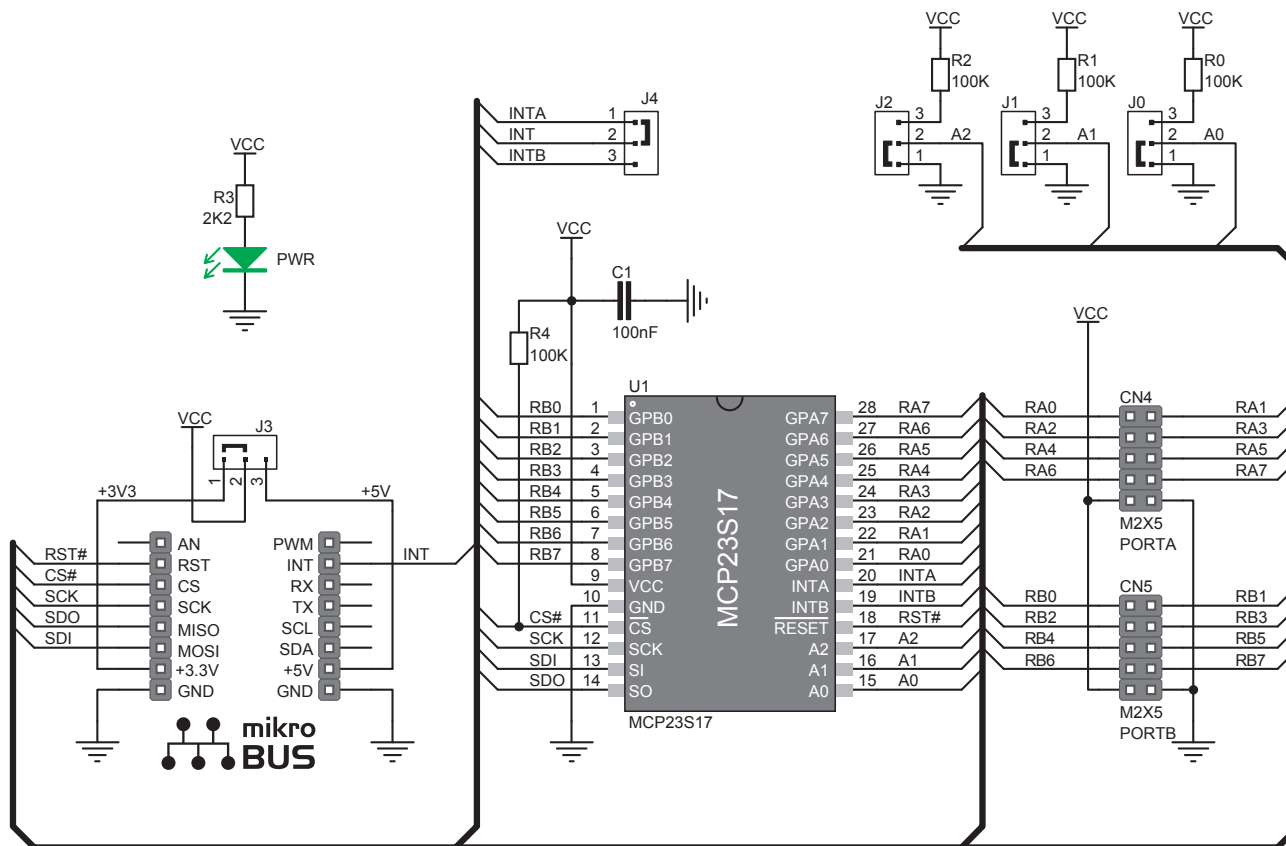 VCC
R2
100K
J2
3
2
1
A2
VCC
R1
100K
J1
3
2
1
A1
VCC
R0
100K
J0
3
2
1
A0
J4
INTA 1
INT 2
INTB 3
VCC
R3
2K2
PWR
VCC
C1
100nF
R4
100K
VCC
J3
1 2 3
+3V3
+5V
AN
RST# RST
CS# CS
SCK SCK
SDO MISO
SDI MOSI
+3.3V
GND
PWM
INT INT
RX
TX
SCL
SDA
+5V
GND
mikro
BUS
U1
RB0 1 GPB0 GPA7 28 RA7
RB1 2 GPB1 GPA6 27 RA6
RB2 3 GPB2 GPA5 26 RA5
RB3 4 GPB3 GPA4 25 RA4
RB4 5 GPB4 GPA3 24 RA3
RB5 6 GPB5 GPA2 23 RA2
RB6 7 GPB6 GPA1 22 RA1
RB7 8 GPB7 GPA0 21 RA0
9 VCC INTA 20 INTA
10 GND INTB 19 INTB
CS# 11 CS RESET 18 RST#
SCK 12 SCK A2 17 A2
SDI 13 SI A1 16 A1
SDO 14 SO A0 15 A0
MCP23S17
MCP23S17
VCC
CN4
RA0 RA1
RA2 RA3
RA4 RA5
RA6 RA7
M2X5
PORTA
CN5
RB0 RB1
RB2 RB3
RB4 RB5
RB6 RB7
M2X5
PORTB